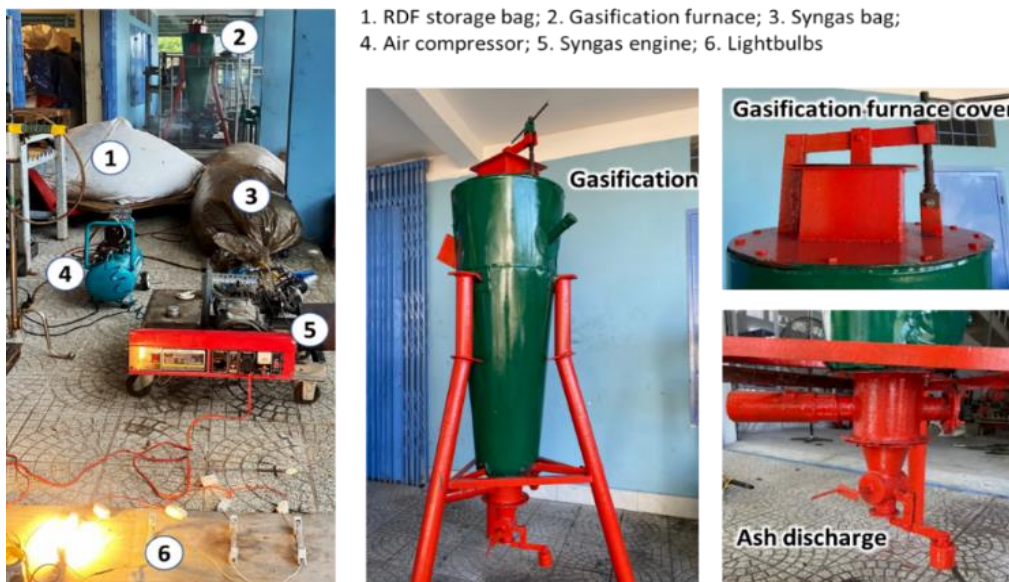 1. RDF storage bag; 2. Gasification furnace; 3. Syngas bag;
4. Air compressor; 5. Syngas engine; 6. Lightbulbs
2
1
3
4
5
6
Gasification
Gasification furnace cover
Ash discharge